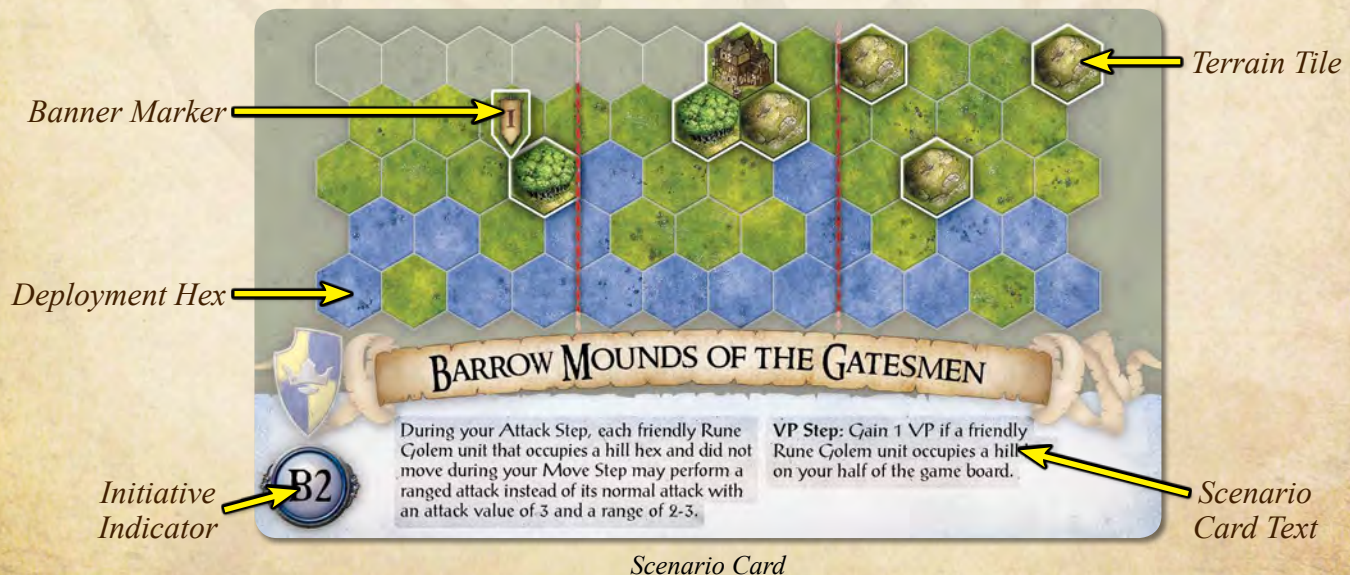 Terrain Tile
Banner Marker
I
Deployment Hex
BARROW MOUNDS OF THE GATESMEN
During your Attack Step, each friendly Rune
Golem unit that occupies a hill hex and did not
move during your Move Step may perform a
ranged attack instead of its normal attack with
an attack value of 3 and a range of 2-3.
VP Step: Gain 1 VP if a friendly
Rune Golem unit occupies a hill
on your half of the game board.
B2
Initiative
Indicator
Scenario
Card Text
Scenario Card